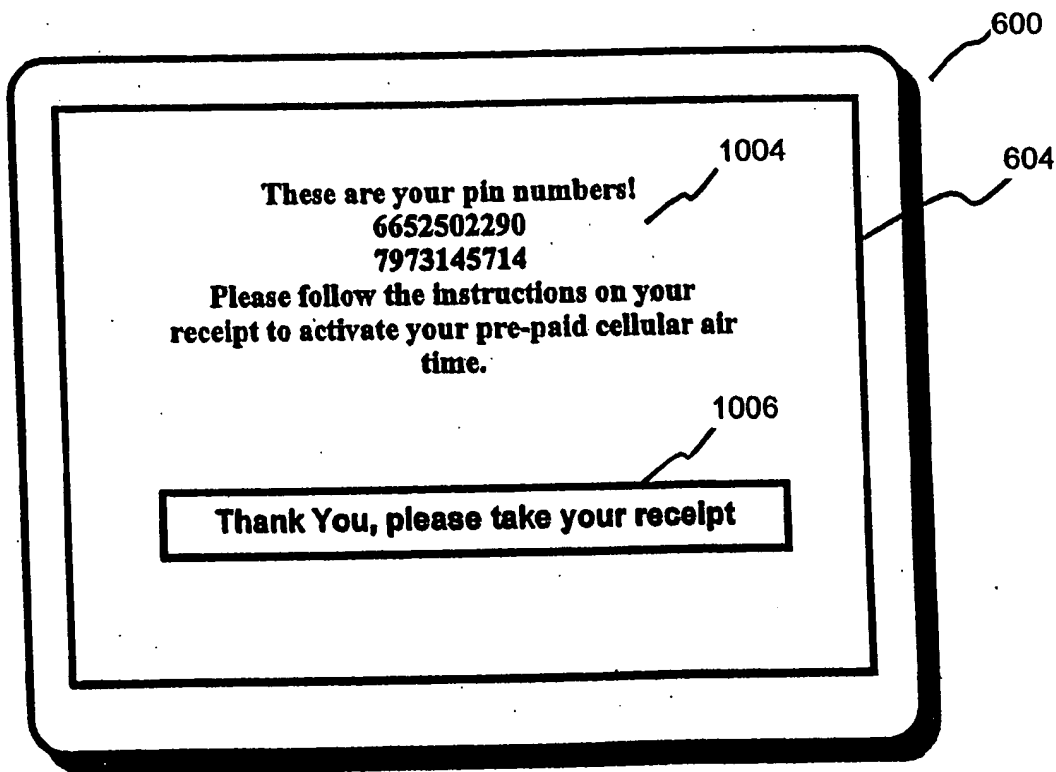 600
1004
604
These are your pin numbers!
6652502290
7973145714
Please follow the instructions on your
receipt to activate your pre-paid cellular air
time.
1006
Thank You, please take your receipt